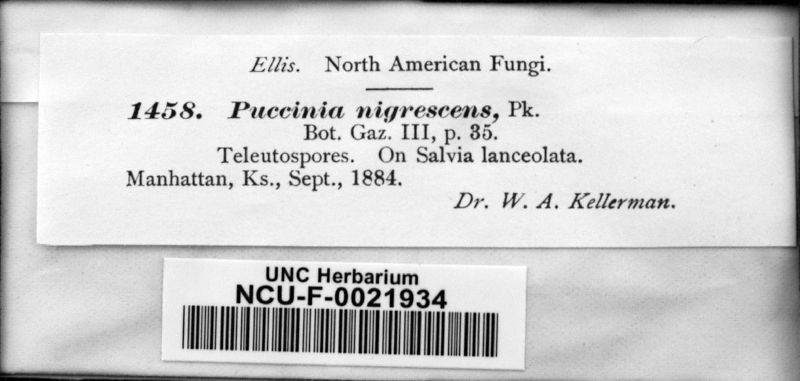 Ellis. North American Fungi.
1458. Puccinia nigrescens, Pk.
Bot. Gaz. III, p. 35.
Teleutospores. On Salvia lanceolata.
Manhattan, Ks., Sept., 1884.
Dr. W. A. Kellerman.
UNC Herbarium
NCU-F-0021934